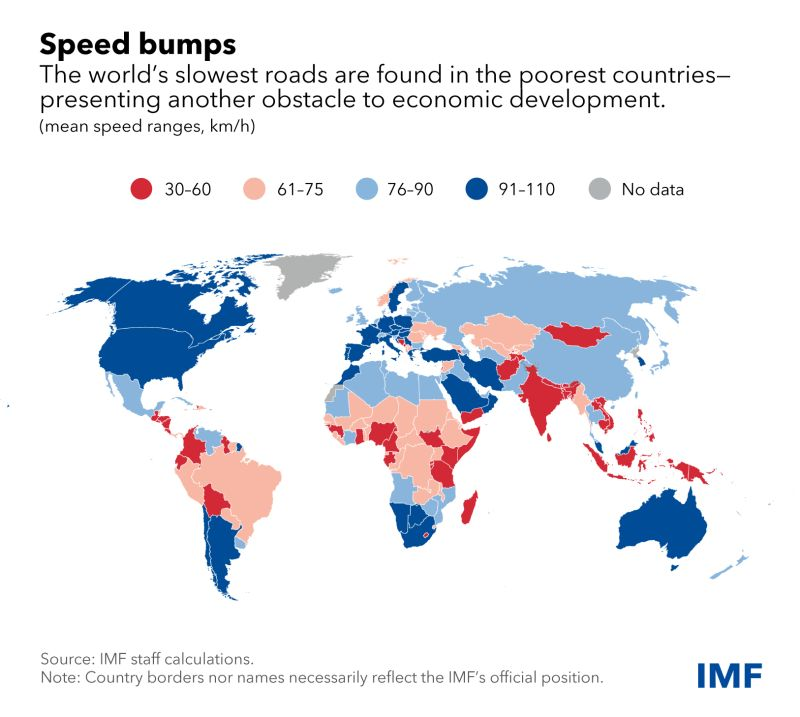 Speed bumps
The world’s slowest roads are found in the poorest countries—
presenting another obstacle to economic development.
(mean speed ranges, km/h)
30–60 61–75 76–90 91–110 No data
Source: IMF staff calculations.
Note: Country borders nor names necessarily reflect the IMF’s official position.
IMF